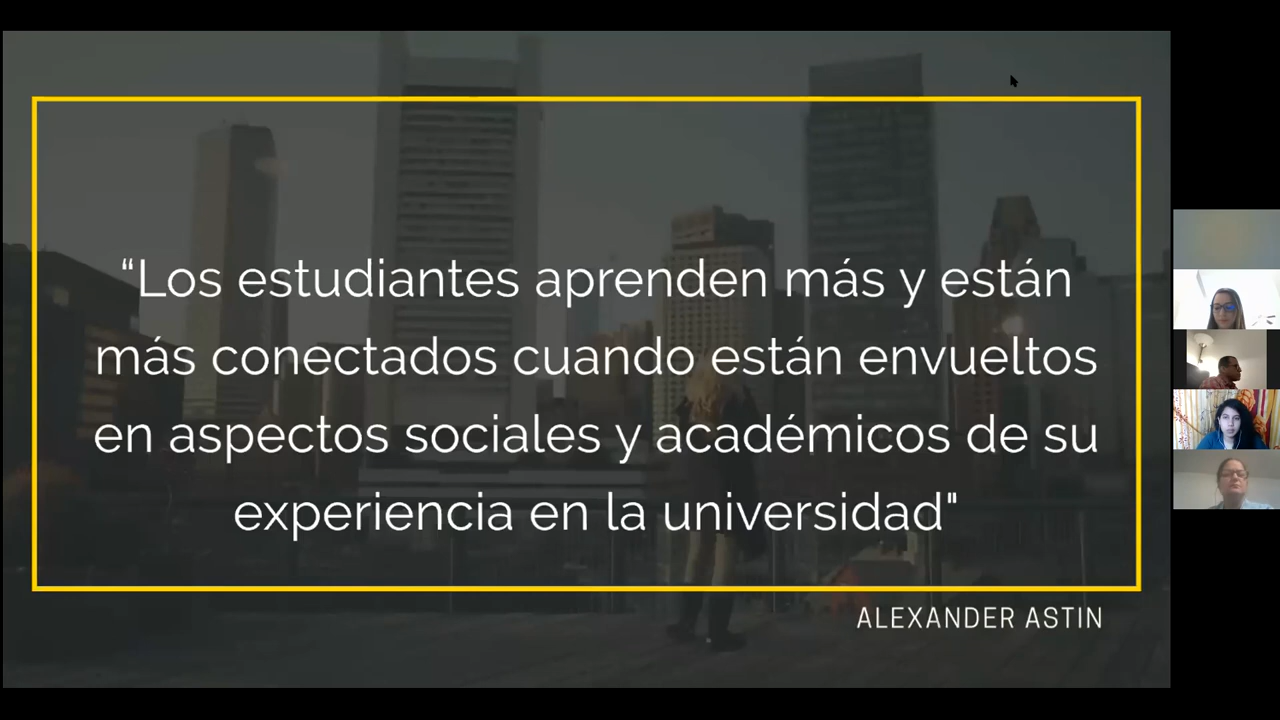 “Los estudiantes aprenden más y están
más conectados cuando están envueltos
en aspectos sociales y académicos de su
experiencia en la universidad"
ALEXANDER ASTIN